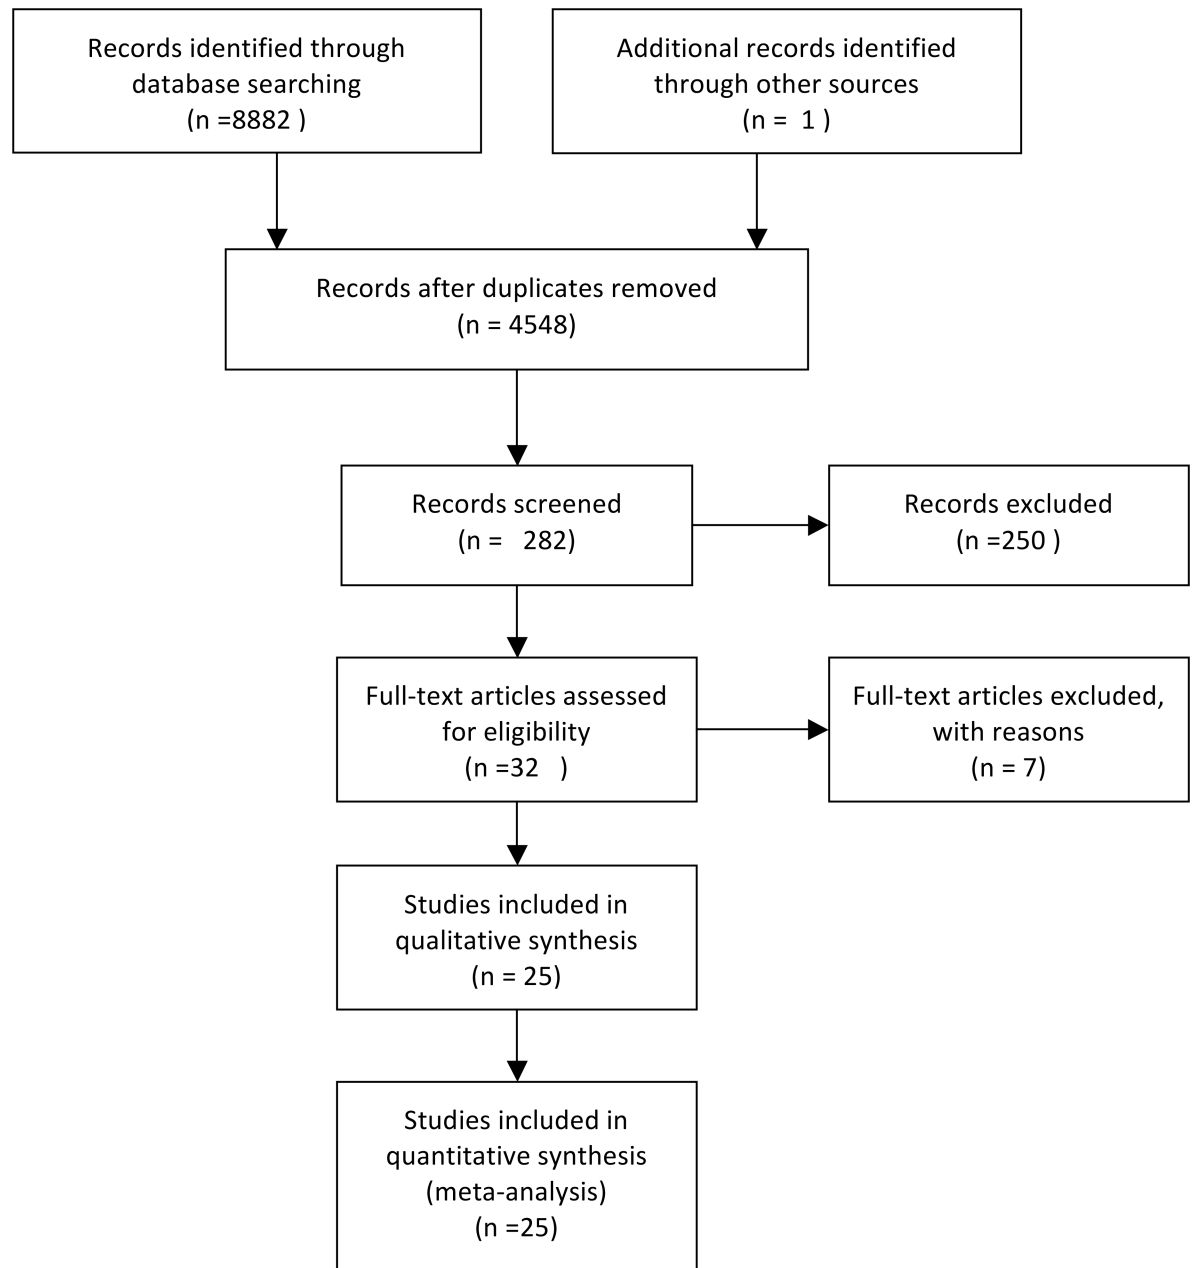 Records identified through
database searching
(n =8882 )
Additional records identified
through other sources
(n =  1 )
Records after duplicates removed
(n = 4548)
Records screened
(n =   282)
Records excluded
(n =250 )
Full-text articles assessed
for eligibility
(n =32   )
Full-text articles excluded,
with reasons
(n = 7)
Studies included in
qualitative synthesis
(n = 25)
Studies included in
quantitative synthesis
(meta-analysis)
(n =25)